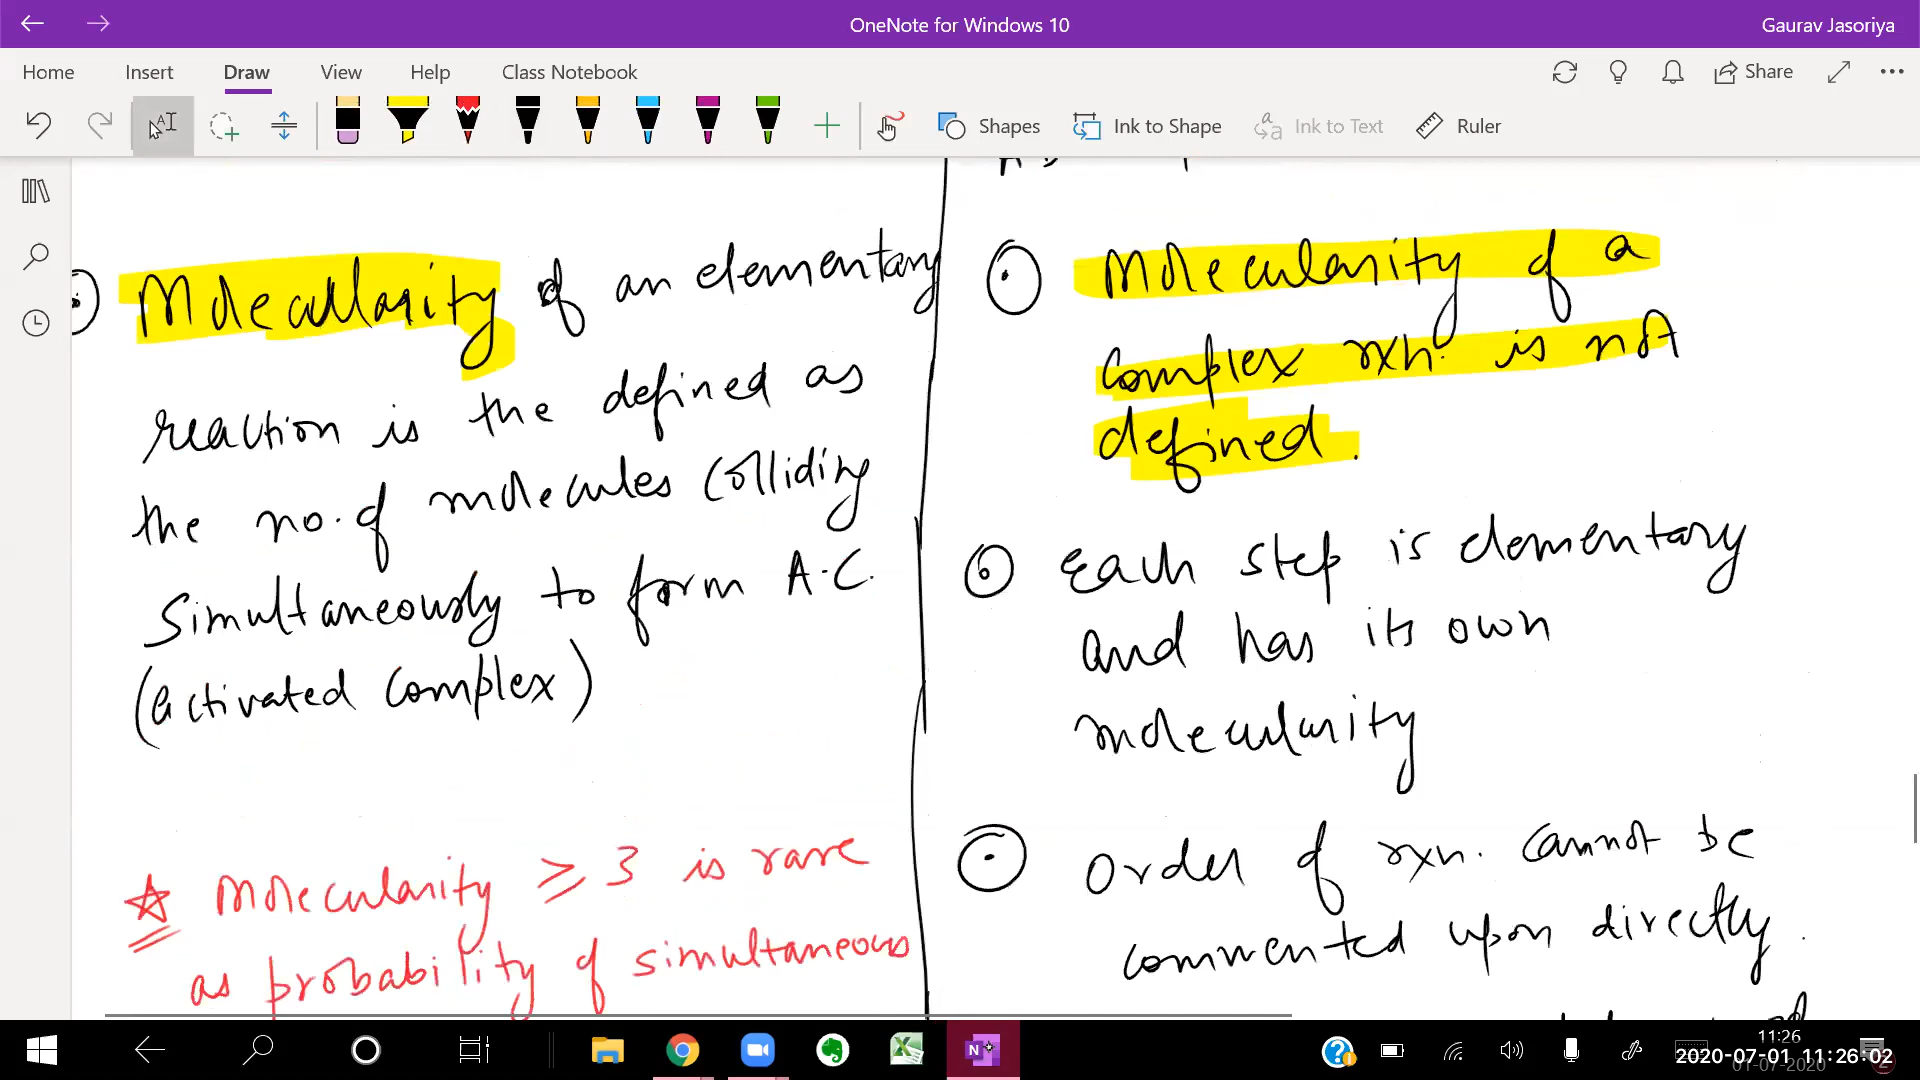 OneNote for Windows 10
Gaurav Jasoriya
Home Insert Draw View Help Class Notebook
Share
Shapes Ink to Shape Ink to Text Ruler
Molecularity of an elementary
reaction is the defined as
the no. of molecules colliding
simultaneously to form A.C.
(activated complex)
☆ Molecularity ≥ 3 is rare
as probability of simultaneous
Molecularity of a
complex rxn. is not
defined.
Each step is elementary
and has its own
molecularity
Order of rxn. cannot be
commented upon directly.
11:26
01-07-2020
2020-07-01 11:26:02